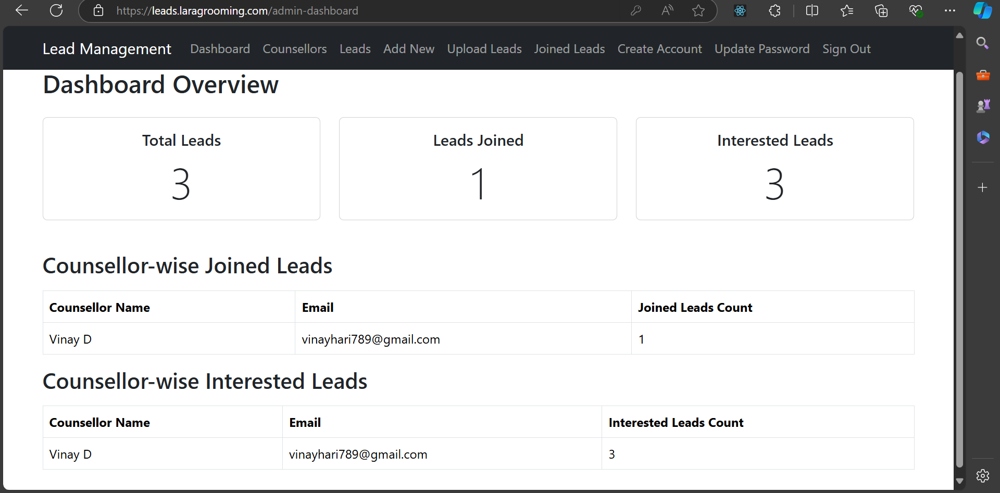 https://leads.laragrooming.com/admin-dashboard
Lead Management Dashboard Counsellors Leads Add New Upload Leads Joined Leads Create Account Update Password Sign Out
Dashboard Overview
Total Leads
3
Leads Joined
1
Interested Leads
3
Counsellor-wise Joined Leads
Counsellor Name Email Joined Leads Count
Vinay D vinayhari789@gmail.com 1
Counsellor-wise Interested Leads
Counsellor Name Email Interested Leads Count
Vinay D vinayhari789@gmail.com 3